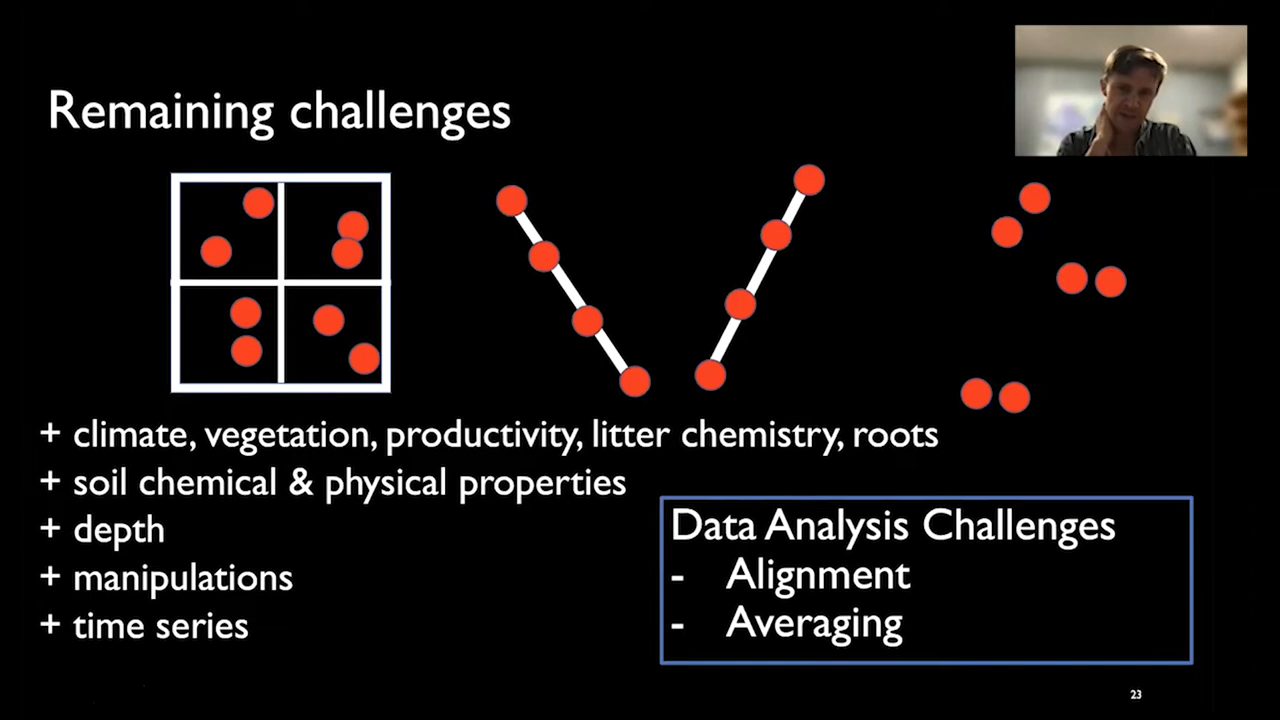 Remaining challenges
+ climate, vegetation, productivity, litter chemistry, roots
+ soil chemical & physical properties
+ depth
+ manipulations
+ time series
Data Analysis Challenges
- Alignment
- Averaging
23